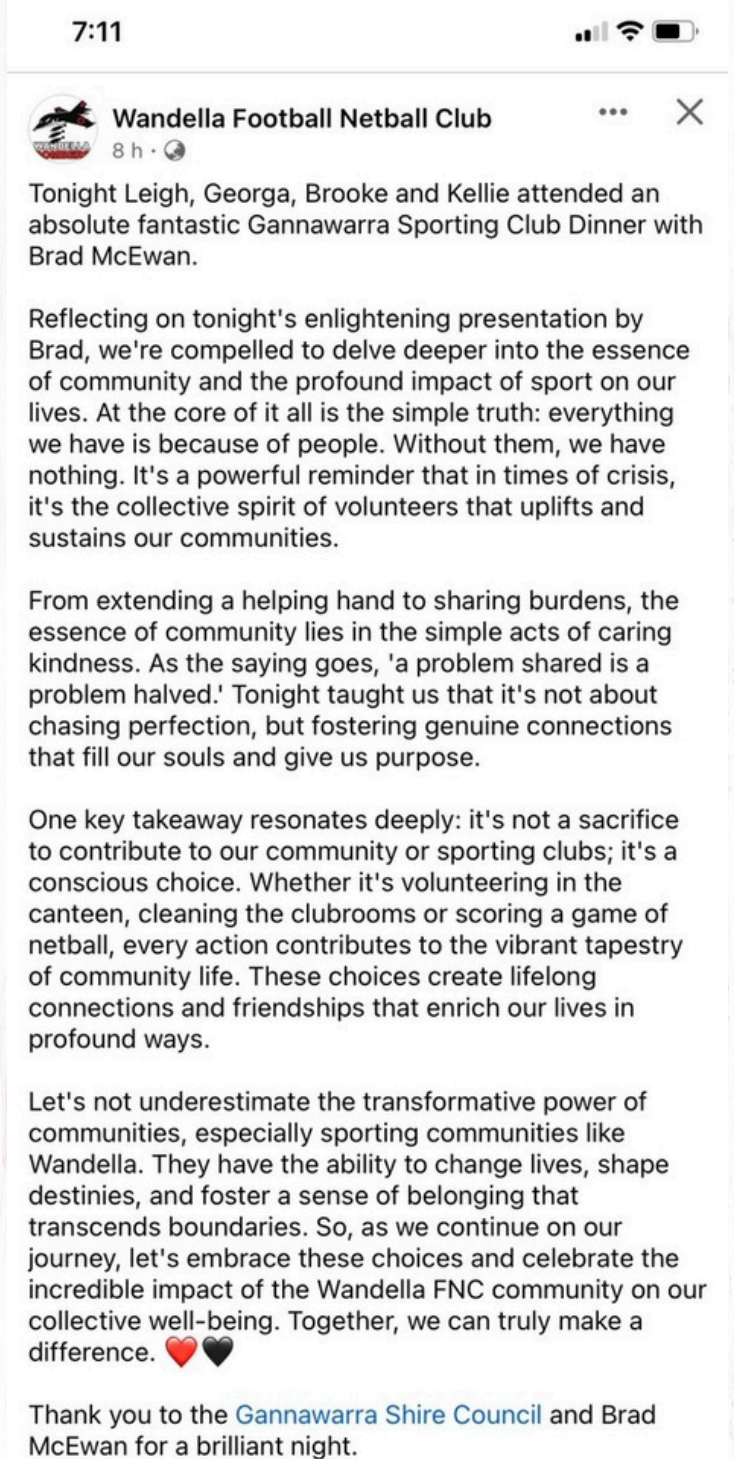 7:11
Wandella Football Netball Club
WANDELLA
8 h ·
Tonight Leigh, Georga, Brooke and Kellie attended an
absolute fantastic Gannawarra Sporting Club Dinner with
Brad McEwan.
Reflecting on tonight's enlightening presentation by
Brad, we're compelled to delve deeper into the essence
of community and the profound impact of sport on our
lives. At the core of it all is the simple truth: everything
we have is because of people. Without them, we have
nothing. It's a powerful reminder that in times of crisis,
it's the collective spirit of volunteers that uplifts and
sustains our communities.
From extending a helping hand to sharing burdens, the
essence of community lies in the simple acts of caring
kindness. As the saying goes, 'a problem shared is a
problem halved.' Tonight taught us that it's not about
chasing perfection, but fostering genuine connections
that fill our souls and give us purpose.
One key takeaway resonates deeply: it's not a sacrifice
to contribute to our community or sporting clubs; it's a
conscious choice. Whether it's volunteering in the
canteen, cleaning the clubrooms or scoring a game of
netball, every action contributes to the vibrant tapestry
of community life. These choices create lifelong
connections and friendships that enrich our lives in
profound ways.
Let's not underestimate the transformative power of
communities, especially sporting communities like
Wandella. They have the ability to change lives, shape
destinies, and foster a sense of belonging that
transcends boundaries. So, as we continue on our
journey, let's embrace these choices and celebrate the
incredible impact of the Wandella FNC community on our
collective well-being. Together, we can truly make a
difference. ❤️🖤
Thank you to the Gannawarra Shire Council and Brad
McEwan for a brilliant night.